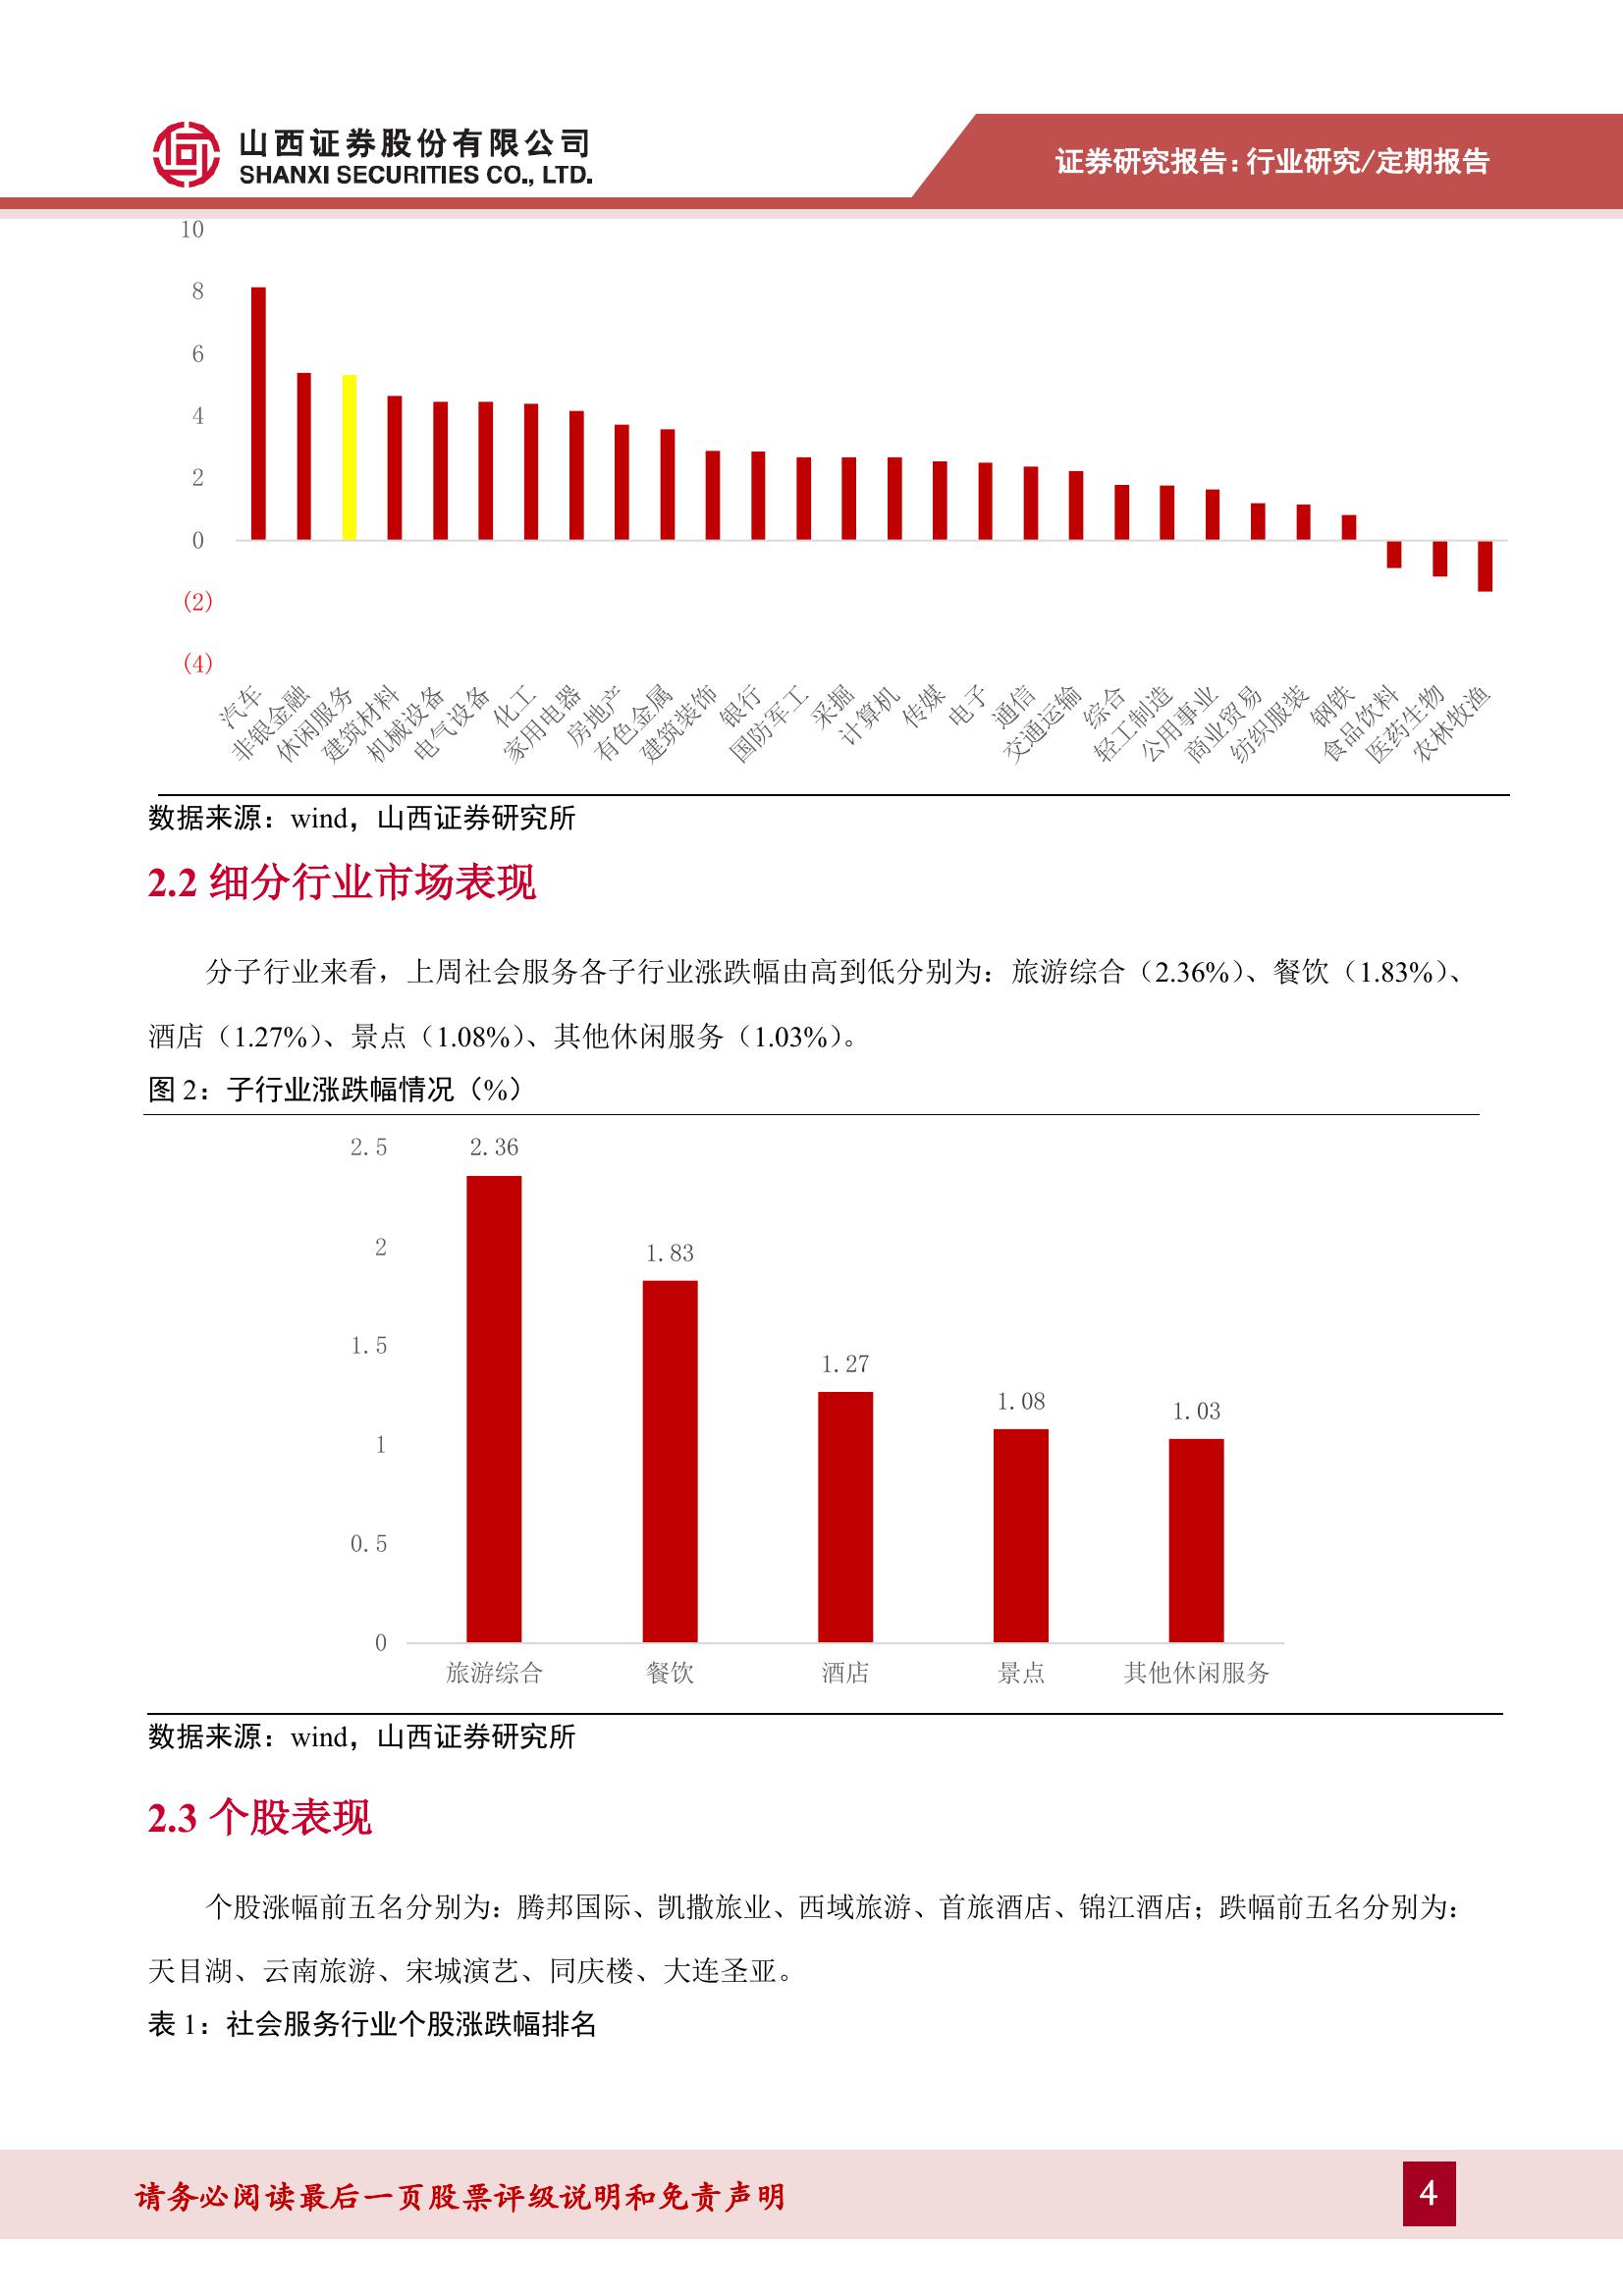 山西证券股份有限公司
SHANXI SECURITIES CO., LTD.
证券研究报告:行业研究/定期报告
10
8
6
4
2
0
(2)
(4)
汽车
非银金融
休闲服务
建筑材料
机械设备
电气设备
化工
家用电器
房地产
有色金属
建筑装饰
银行
国防军工
采掘
计算机
传媒
电子
通信
交通运输
综合
轻工制造
公用事业
商业贸易
纺织服装
钢铁
食品饮料
医药生物
农林牧渔
数据来源：wind，山西证券研究所
2.2 细分行业市场表现
分子行业来看，上周社会服务各子行业涨跌幅由高到低分别为：旅游综合（2.36%）、餐饮（1.83%）、
酒店（1.27%）、景点（1.08%）、其他休闲服务（1.03%）。
图 2：子行业涨跌幅情况（%）
2.5
2
1.5
1
0.5
0
2.36
1.83
1.27
1.08
1.03
旅游综合
餐饮
酒店
景点
其他休闲服务
数据来源：wind，山西证券研究所
2.3 个股表现
个股涨幅前五名分别为：腾邦国际、凯撒旅业、西域旅游、首旅酒店、锦江酒店；跌幅前五名分别为：
天目湖、云南旅游、宋城演艺、同庆楼、大连圣亚。
表 1：社会服务行业个股涨跌幅排名
请务必阅读最后一页股票评级说明和免责声明
4